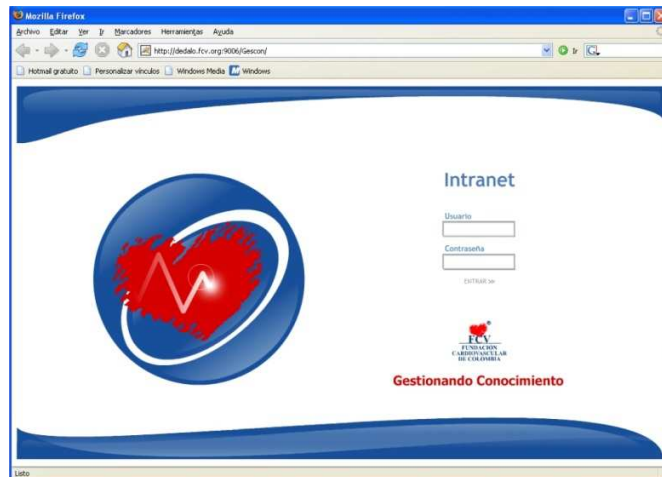 Mozilla Firefox
Archivo Editar Ver Ir Marcadores Herramientas Ayuda
http://dedalo.fcv.org:9006/Gescon/
Ir
Hotmail gratuito Personalizar vínculos Windows Media Windows
Intranet
Usuario
Contraseña
ENTRAR >>
FCV
FUNDACIÓN
CARDIOVASCULAR
DE COLOMBIA
Gestionando Conocimiento
Listo